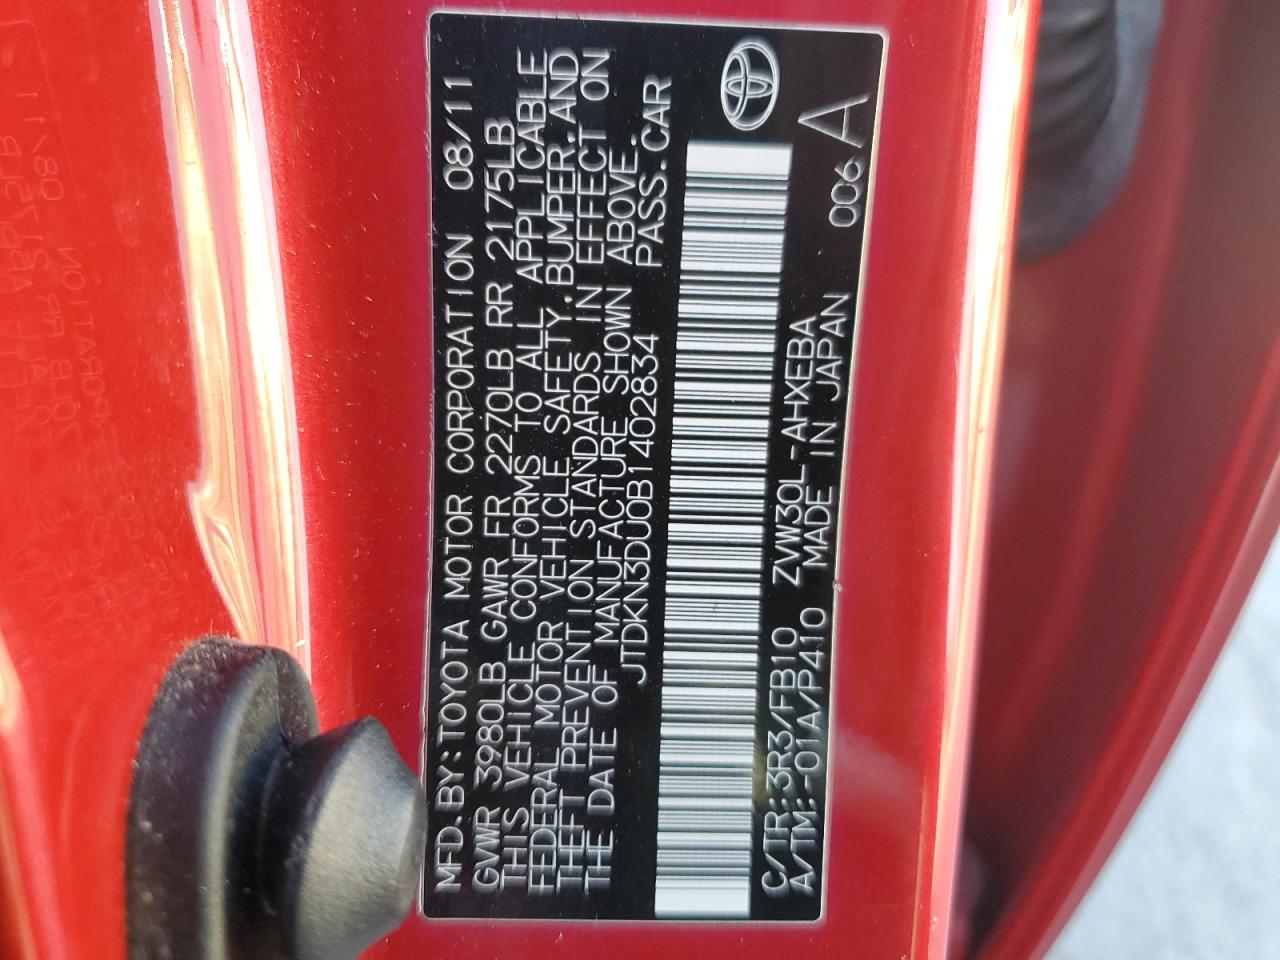 MFD.BY:TOYOTA MOTOR CORPORATION 08/11
GVWR 3980LB GAWR FR 2270LB RR 2175LB
THIS VEHICLE CONFORMS TO ALL APPLICABLE
FEDERAL MOTOR VEHICLE SAFETY,BUMPER,AND
THEFT PREVENTION STANDARDS IN EFFECT ON
THE DATE OF MANUFACTURE SHOWN ABOVE.
JTDKN3DU0B1402834 PASS.CAR
C/TR:3R3/FB10 ZVW30L-AHXEBA
A/TM:-01A/P410 MADE IN JAPAN 006 A